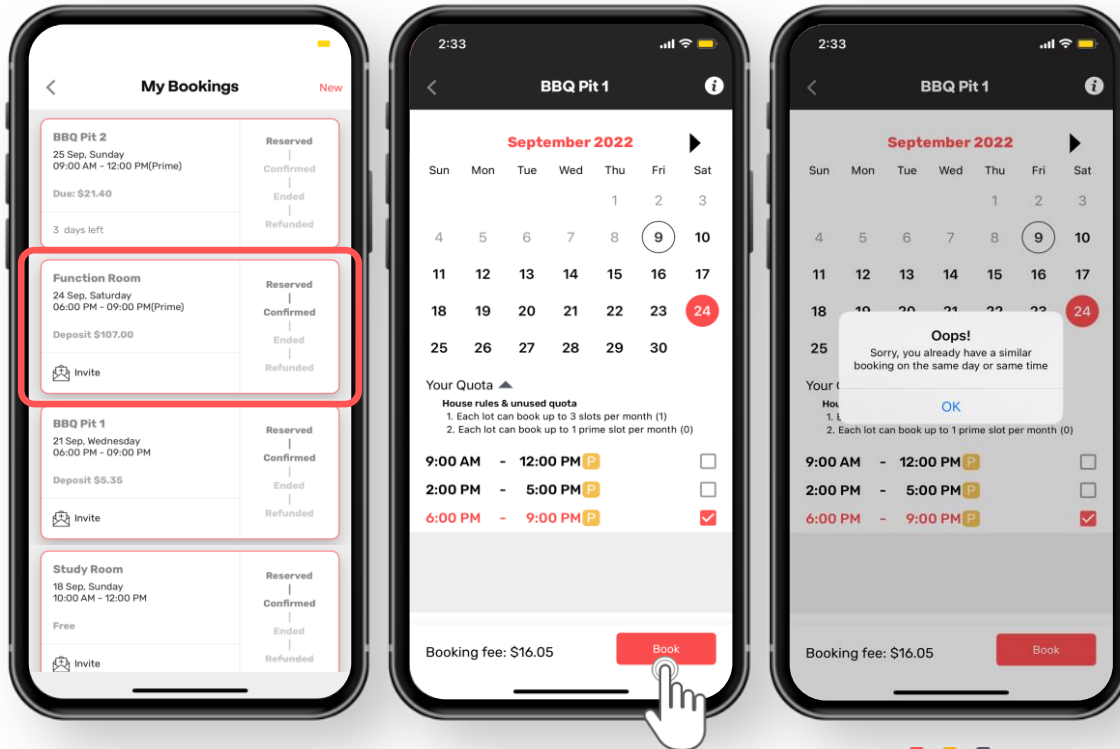 My Bookings
New
BBQ Pit 2
25 Sep, Sunday
09:00 AM - 12:00 PM(Prime)
Due: $21.40
3 days left
Reserved
Confirmed
Ended
Refunded
Function Room
24 Sep, Saturday
06:00 PM - 09:00 PM(Prime)
Deposit $107.00
Invite
Reserved
Confirmed
Ended
Refunded
BBQ Pit 1
21 Sep, Wednesday
06:00 PM - 09:00 PM
Deposit $5.35
Invite
Reserved
Confirmed
Ended
Refunded
Study Room
18 Sep, Sunday
10:00 AM - 12:00 PM
Free
Invite
Reserved
Confirmed
Ended
Refunded
2:33
BBQ Pit 1
i
September 2022
Sun Mon Tue Wed Thu Fri Sat
1 2 3
4 5 6 7 8 9 10
11 12 13 14 15 16 17
18 19 20 21 22 23 24
25 26 27 28 29 30
Your Quota
House rules & unused quota
1. Each lot can book up to 3 slots per month (1)
2. Each lot can book up to 1 prime slot per month (0)
9:00 AM - 12:00 PM P
2:00 PM - 5:00 PM P
6:00 PM - 9:00 PM P
Booking fee: $16.05
Book
2:33
BBQ Pit 1
i
September 2022
Sun Mon Tue Wed Thu Fri Sat
1 2 3
4 5 6 7 8 9 10
11 12 13 14 15 16 17
18 19 20 21 22 23 24
25
Oops!
Sorry, you already have a similar
booking on the same day or same time
OK
Your
2. Each lot can book up to 1 prime slot per month (0)
9:00 AM - 12:00 PM P
2:00 PM - 5:00 PM P
6:00 PM - 9:00 PM P
Booking fee: $16.05
Book